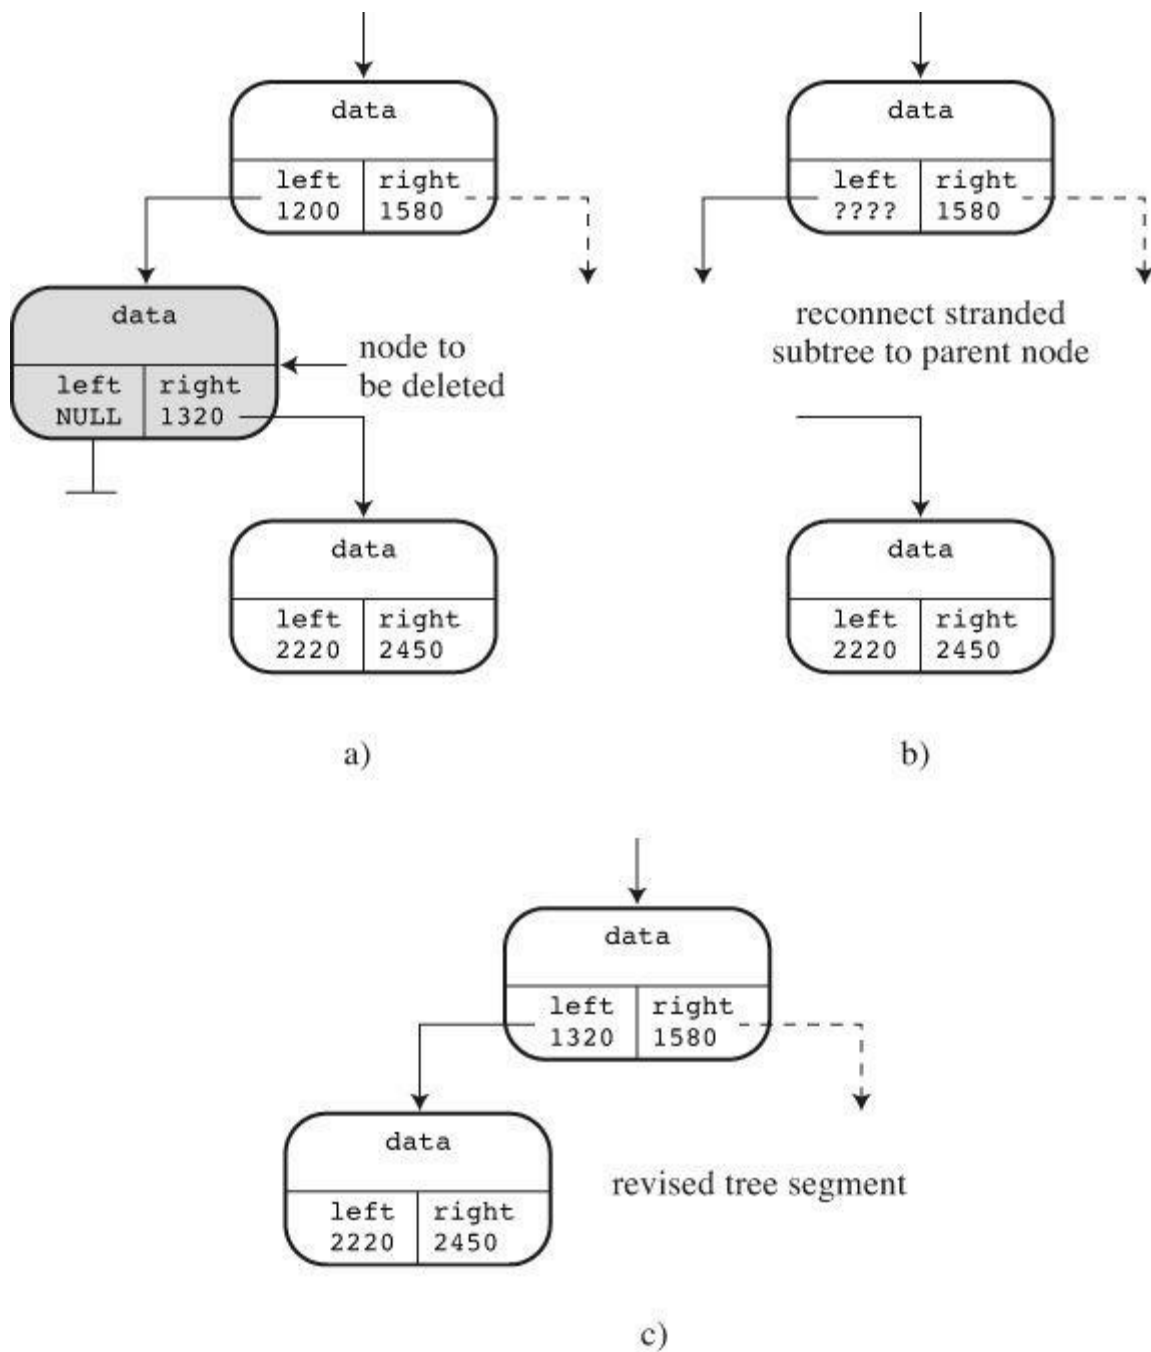 data
left right
1200 1580
data
node to
be deleted
left right
NULL 1320
data
left right
2220 2450
a)
data
left right
???? 1580
reconnect stranded
subtree to parent node
data
left right
2220 2450
b)
data
left right
1320 1580
data
revised tree segment
left right
2220 2450
c)